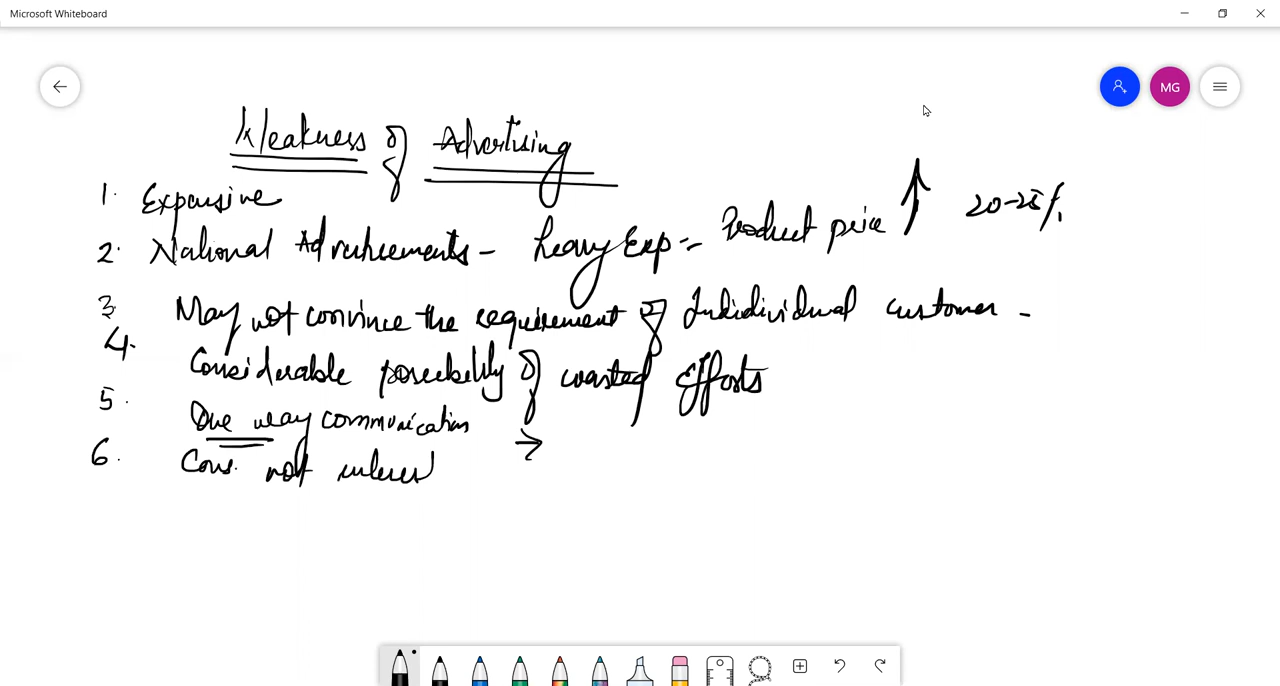 Microsoft Whiteboard
MG
Weakness of Advertising
1. Expansive
2. National Advertisements - heavy Exp -- Product price ↑ 20-25%
3. May not convince the requirement of Indidividual customer -
4. Considerable possibility of wasted Efforts
5. One way communication →
6. Cons. not interest